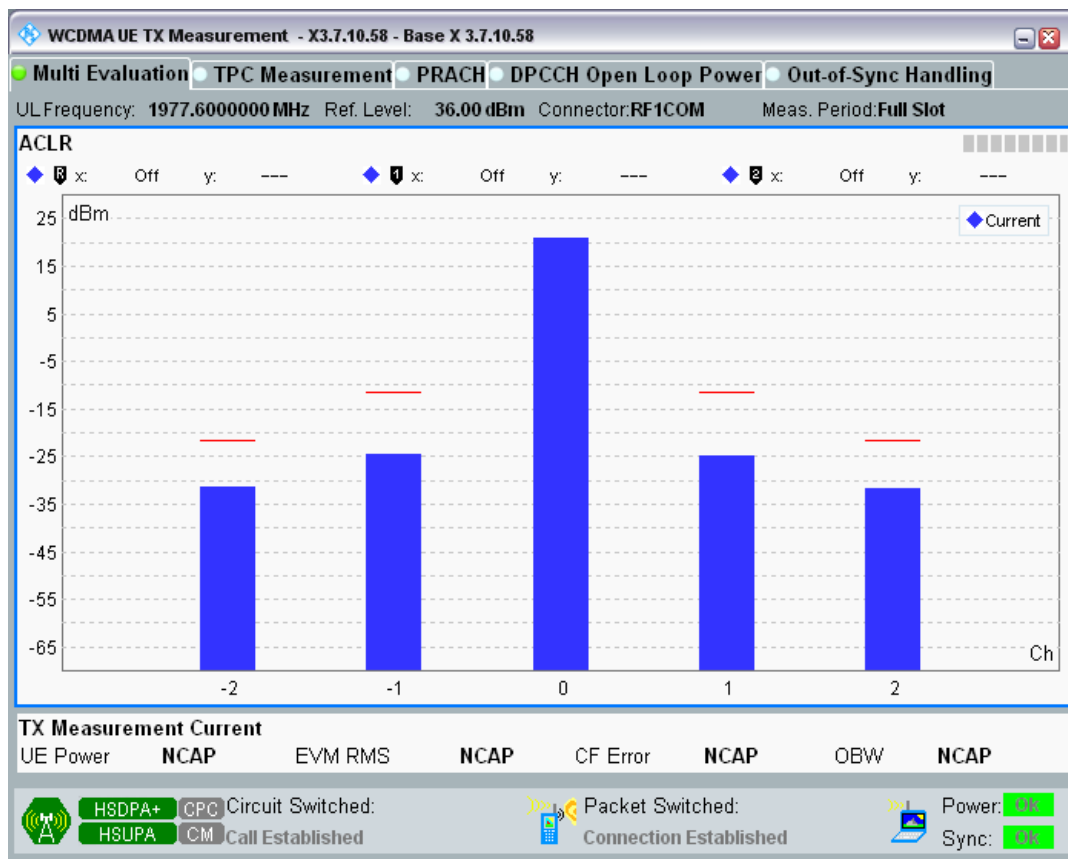 WCDMA UE TX Measurement - X3.7.10.58 - Base X 3.7.10.58
Multi Evaluation TPC Measurement PRACH DPCCH Open Loop Power Out-of-Sync Handling
UL Frequency: 1977.6000000 MHz Ref. Level: 36.00 dBm Connector: RF1COM Meas. Period: Full Slot
ACLR
R x: Off y: --- 1 x: Off y: --- 2 x: Off y: ---
dBm
Current
25
15
5
-5
-15
-25
-35
-45
-55
-65
Ch
-2 -1 0 1 2
TX Measurement Current
UE Power NCAP EVM RMS NCAP CF Error NCAP OBW NCAP
HSDPA+ CPC Circuit Switched: Packet Switched: Power: OK
HSUPA CM Call Established Connection Established Sync: OK